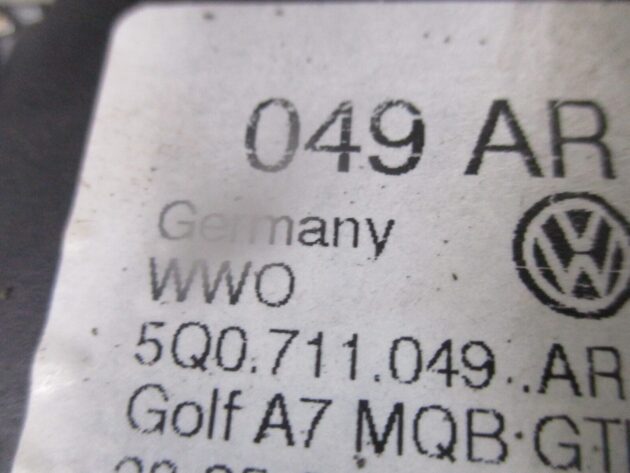 049 AR
Germany
WWO
5Q0.711.049..AR
Golf A7 MQB·GT